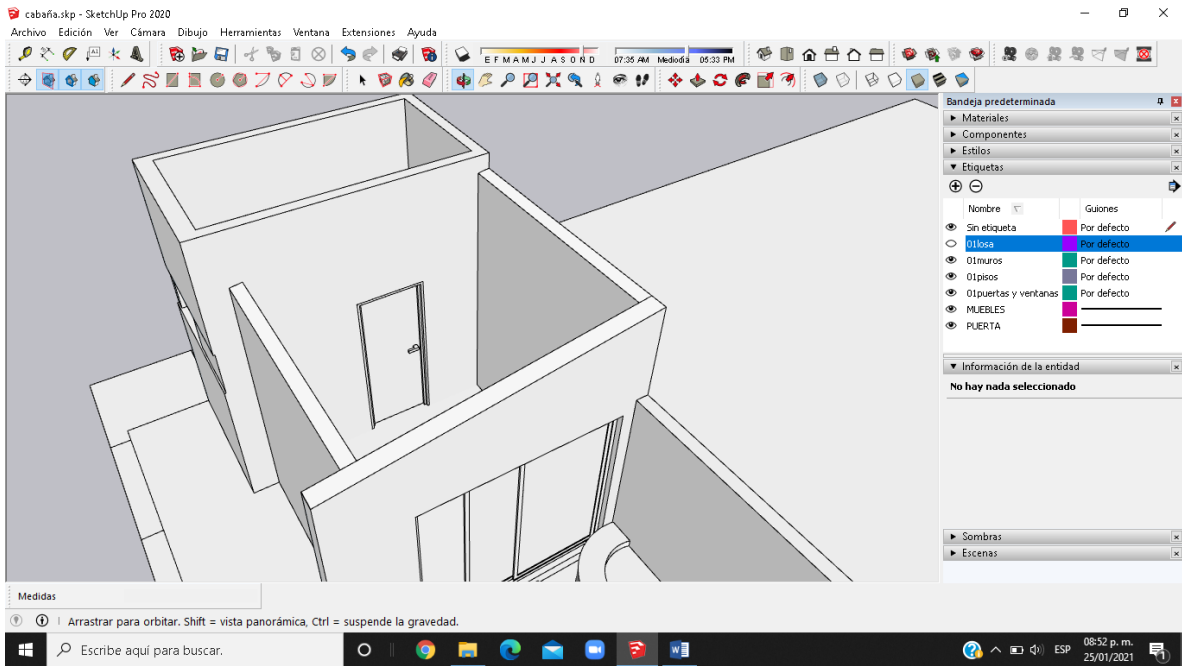 cabaña.skp - SketchUp Pro 2020
Archivo Edición Ver Cámara Dibujo Herramientas Ventana Extensiones Ayuda
E F M A M J J A S O N D 07:35 AM Mediodía 05:33 PM
Bandeja predeterminada
Materiales
Componentes
Estilos
Etiquetas
Nombre Guiones
Sin etiqueta Por defecto
01losa Por defecto
01muros Por defecto
01pisos Por defecto
01puertas y ventanas Por defecto
MUEBLES
PUERTA
Información de la entidad
No hay nada seleccionado
Sombras
Escenas
Medidas
Arrastrar para orbitar. Shift = vista panorámica, Ctrl = suspende la gravedad.
Escribe aquí para buscar.
ESP
08:52 p. m.
25/01/2021
1